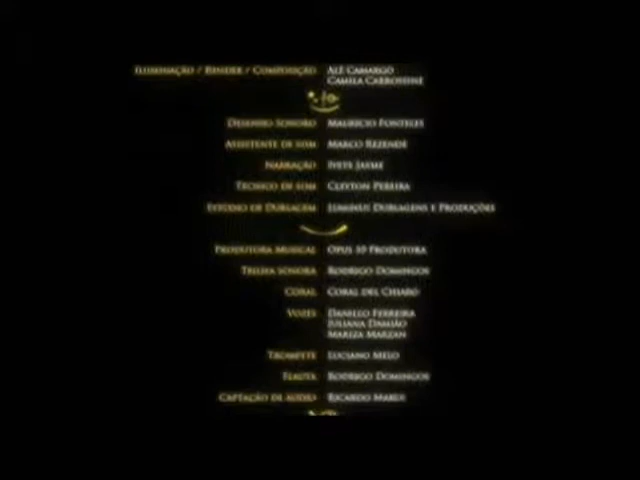 Iluminação / Render / Composição Alê Camargo
Camila Carrossine
Desenho Sonoro Maurício Fonteles
Assistente de som Marco Rezende
Narração Ivete Jayme
Técnico de som Cleyton Pereira
Estúdio de Dublagem Luminus Dublagens e Produções
Produtora Musical Opus 10 Produtora
Trilha sonora Rodrigo Domingos
Coral Coral Del Chiaro
Vozes Danillo Ferreira
Juliana Damião
Mariza Marzan
Trompete Luciano Melo
Flauta Rodrigo Domingos
Captação de audio Ricardo